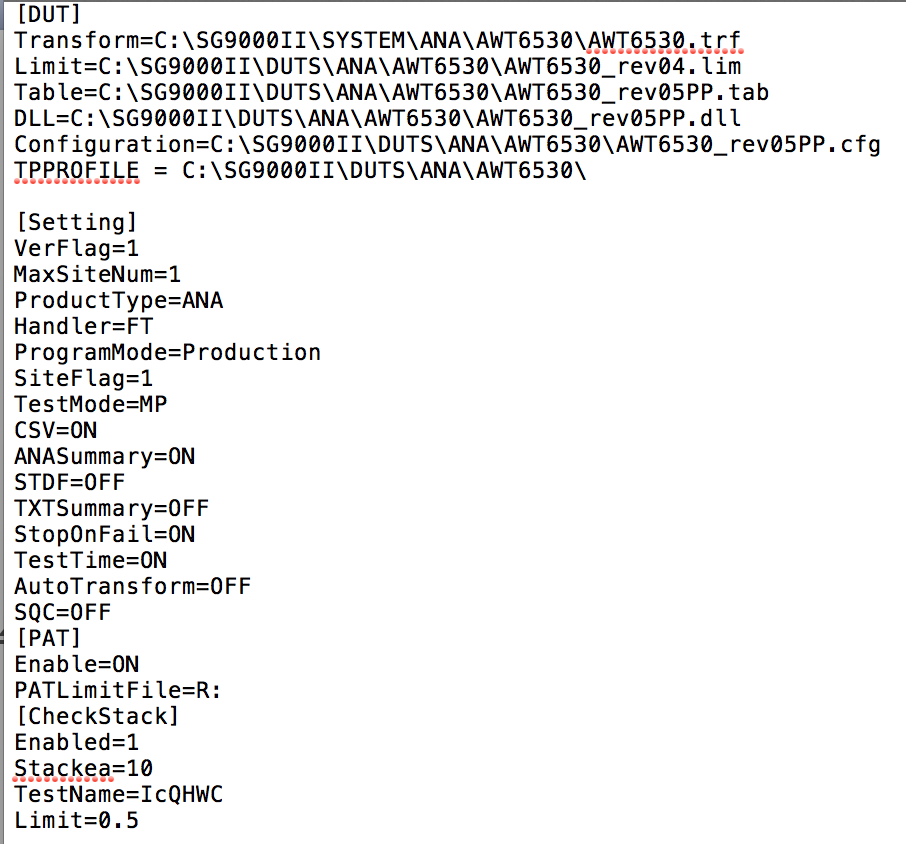 [DUT]
Transform=C:\SG9000II\SYSTEM\ANA\AWT6530\AWT6530.trf
Limit=C:\SG9000II\DUTS\ANA\AWT6530\AWT6530_rev04.lim
Table=C:\SG9000II\DUTS\ANA\AWT6530\AWT6530_rev05PP.tab
DLL=C:\SG9000II\DUTS\ANA\AWT6530\AWT6530_rev05PP.dll
Configuration=C:\SG9000II\DUTS\ANA\AWT6530\AWT6530_rev05PP.cfg
TPPROFILE = C:\SG9000II\DUTS\ANA\AWT6530\

[Setting]
VerFlag=1
MaxSiteNum=1
ProductType=ANA
Handler=FT
ProgramMode=Production
SiteFlag=1
TestMode=MP
CSV=ON
ANASummary=ON
STDF=OFF
TXTSummary=OFF
StopOnFail=ON
TestTime=ON
AutoTransform=OFF
SQC=OFF
[PAT]
Enable=ON
PATLimitFile=R:
[CheckStack]
Enabled=1
Stackea=10
TestName=IcQHWC
Limit=0.5